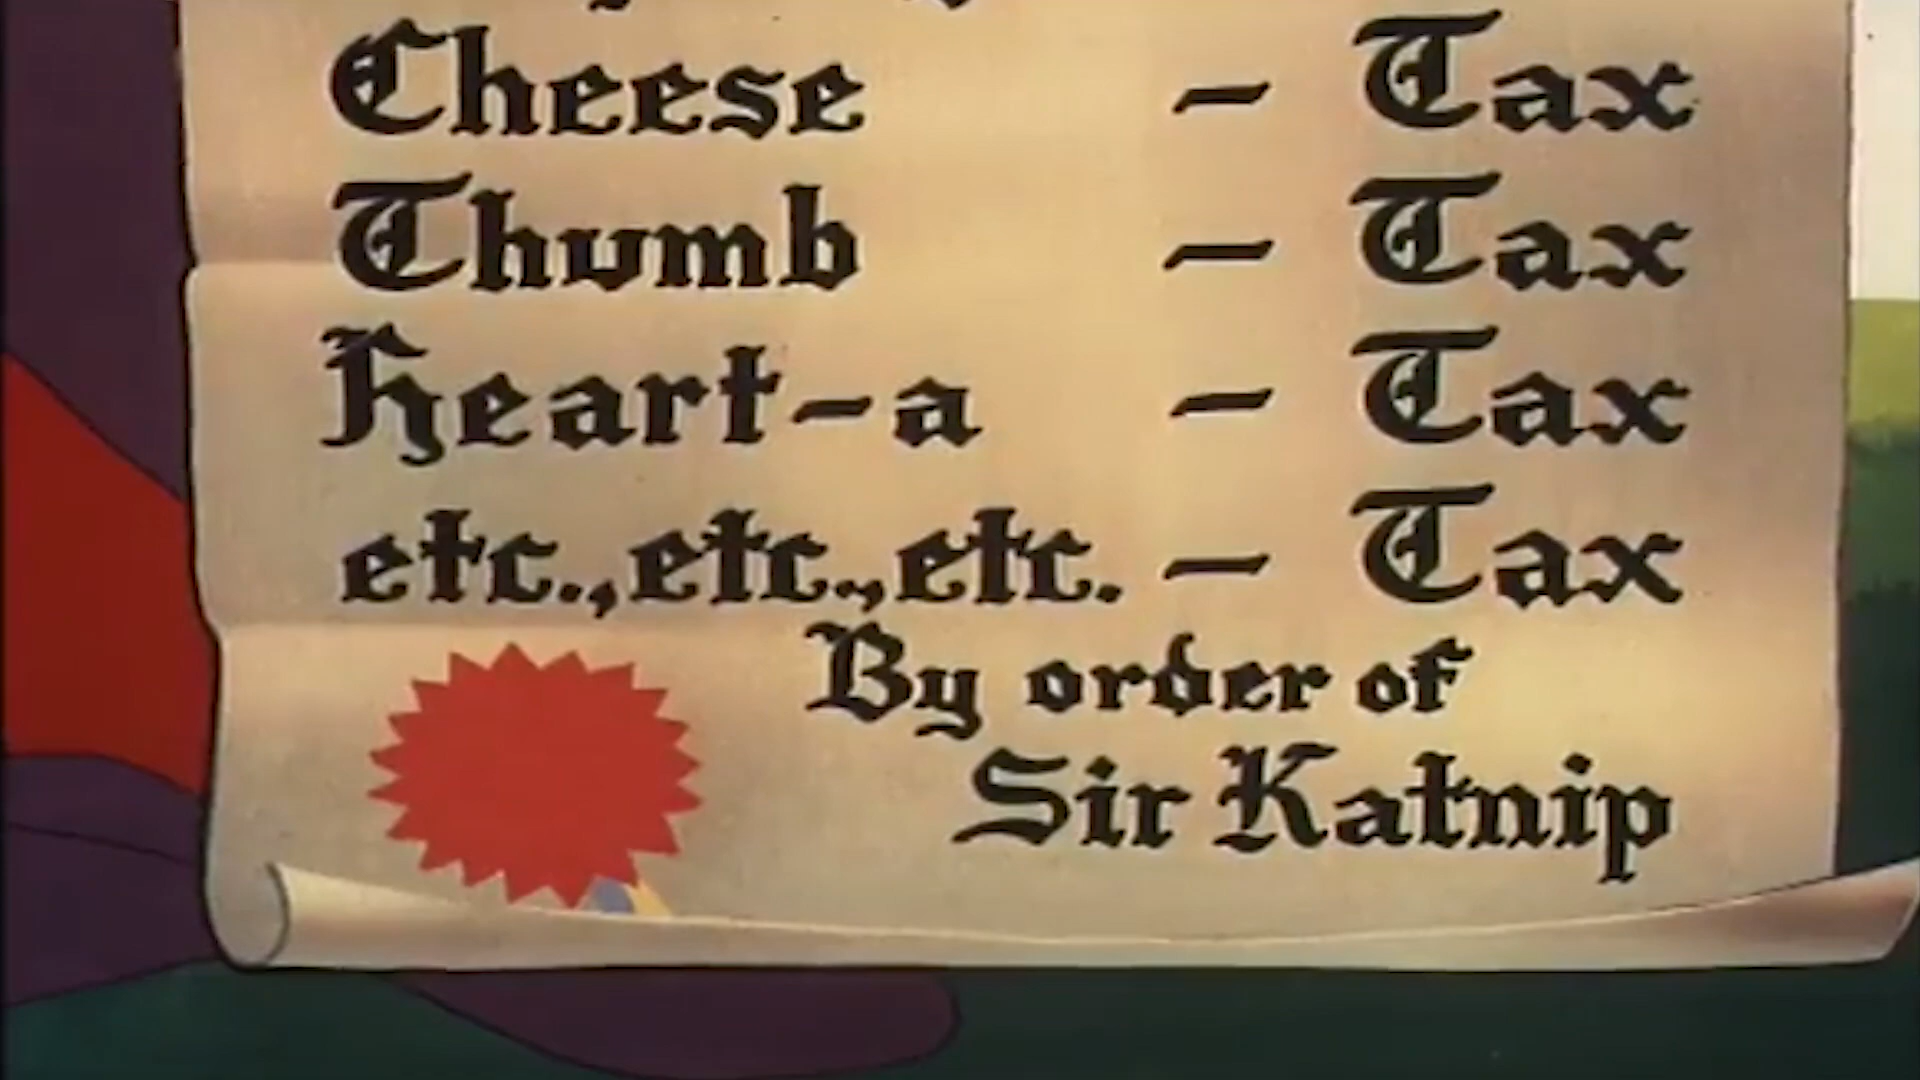 Cheese - Tax
Thumb - Tax
Heart-a - Tax
etc., etc., etc. - Tax
By order of
Sir Katnip